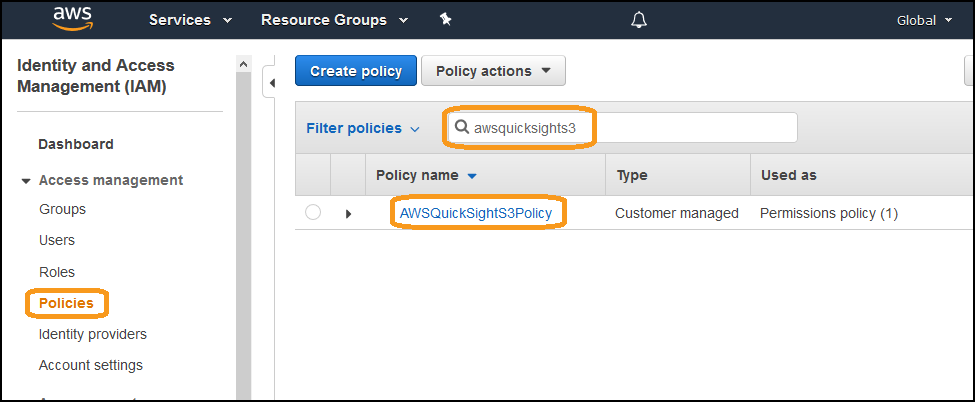 aws Services Resource Groups Global
Identity and Access
Management (IAM)
Dashboard
Access management
Groups
Users
Roles
Policies
Identity providers
Account settings
Create policy Policy actions
Filter policies awsquicksights3
Policy name Type Used as
AWSQuickSightS3Policy Customer managed Permissions policy (1)